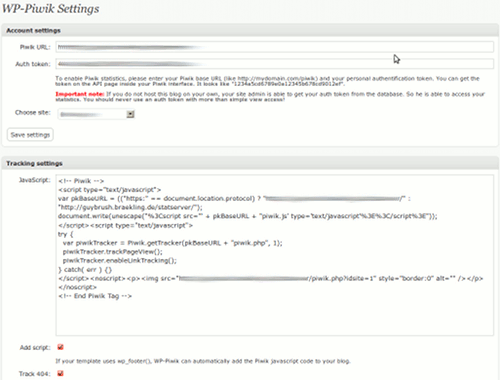 WP-Piwik Settings
Account settings
Piwik URL:
Auth token:
To enable Piwik statistics, please enter your Piwik base URL (like http://mydomain.com/piwik) and your personal authentification token. You can get the
token on the API page inside your Piwik interface. It looks like "1234a5cd6789e0a12345b678cd9012ef".
Important note: If you do not host this blog on your own, your site admin is able to get your auth token from the database. So he is able to access your
statistics. You should never use an auth token with more than simple view access!
Choose site:
Save settings
Tracking settings
JavaScript:
<!-- Piwik -->
<script type="text/javascript">
var pkBaseURL = (("https:" == document.location.protocol) ? " /" :
"http://guybrush.braekling.de/statserver/");
document.write(unescape("%3Cscript src='" + pkBaseURL + "piwik.js' type='text/javascript'%3E%3C/script%3E"));
</script><script type="text/javascript">
try {
var piwikTracker = Piwik.getTracker(pkBaseURL + "piwik.php", 1);
piwikTracker.trackPageView();
piwikTracker.enableLinkTracking();
} catch( err ) {}
</script><noscript><p><img src=" /piwik.php?idsite=1" style="border:0" alt="" /></p>
</noscript>
<!-- End Piwik Tag -->
Add script:
If your template uses wp_footer(), WP-Piwik can automatically add the Piwik javascript code to your blog.
Track 404: